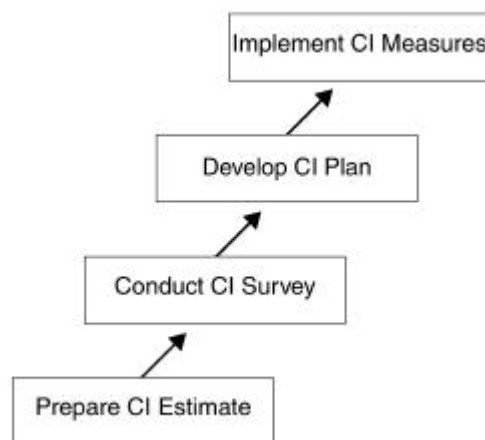 Implement CI Measures
Develop CI Plan
Conduct CI Survey
Prepare CI Estimate